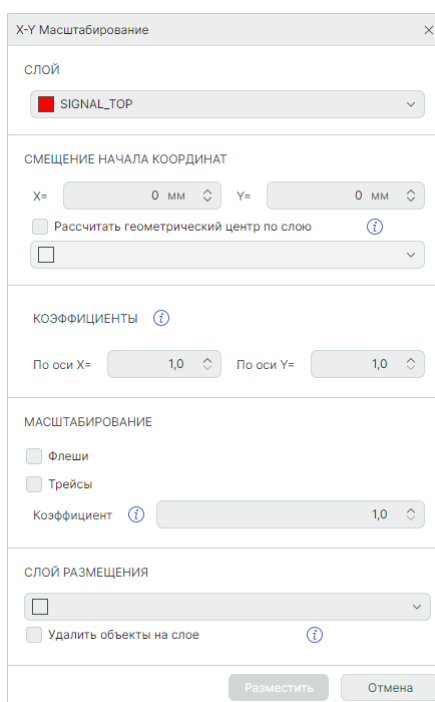 X-Y Масштабирование
СЛОЙ
SIGNAL_TOP
СМЕЩЕНИЕ НАЧАЛА КООРДИНАТ
X= 0 мм Y= 0 мм
Рассчитать геометрический центр по слою
КОЭФФИЦИЕНТЫ
По оси X= 1,0 По оси Y= 1,0
МАСШТАБИРОВАНИЕ
Флеши
Трейсы
Коэффициент 1,0
СЛОЙ РАЗМЕЩЕНИЯ
Удалить объекты на слое
Разместить Отмена